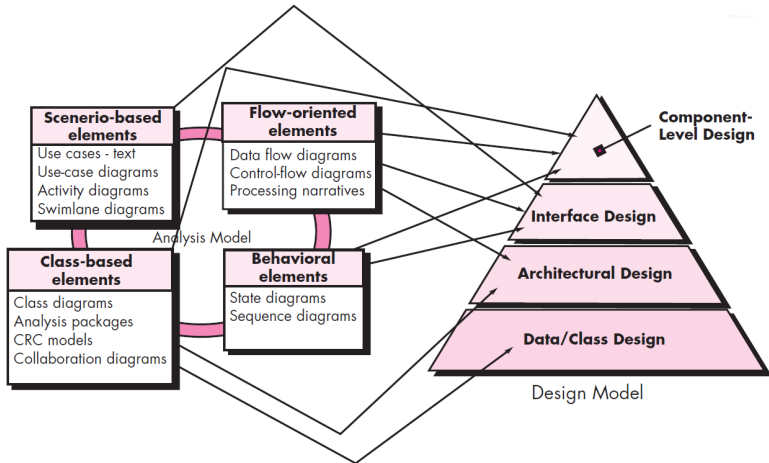 Scenerio-based
elements
Use cases - text
Use-case diagrams
Activity diagrams
Swimlane diagrams
Flow-oriented
elements
Data flow diagrams
Control-flow diagrams
Processing narratives
Analysis Model
Class-based
elements
Class diagrams
Analysis packages
CRC models
Collaboration diagrams
Behavioral
elements
State diagrams
Sequence diagrams
Component-
Level Design
Interface Design
Architectural Design
Data/Class Design
Design Model